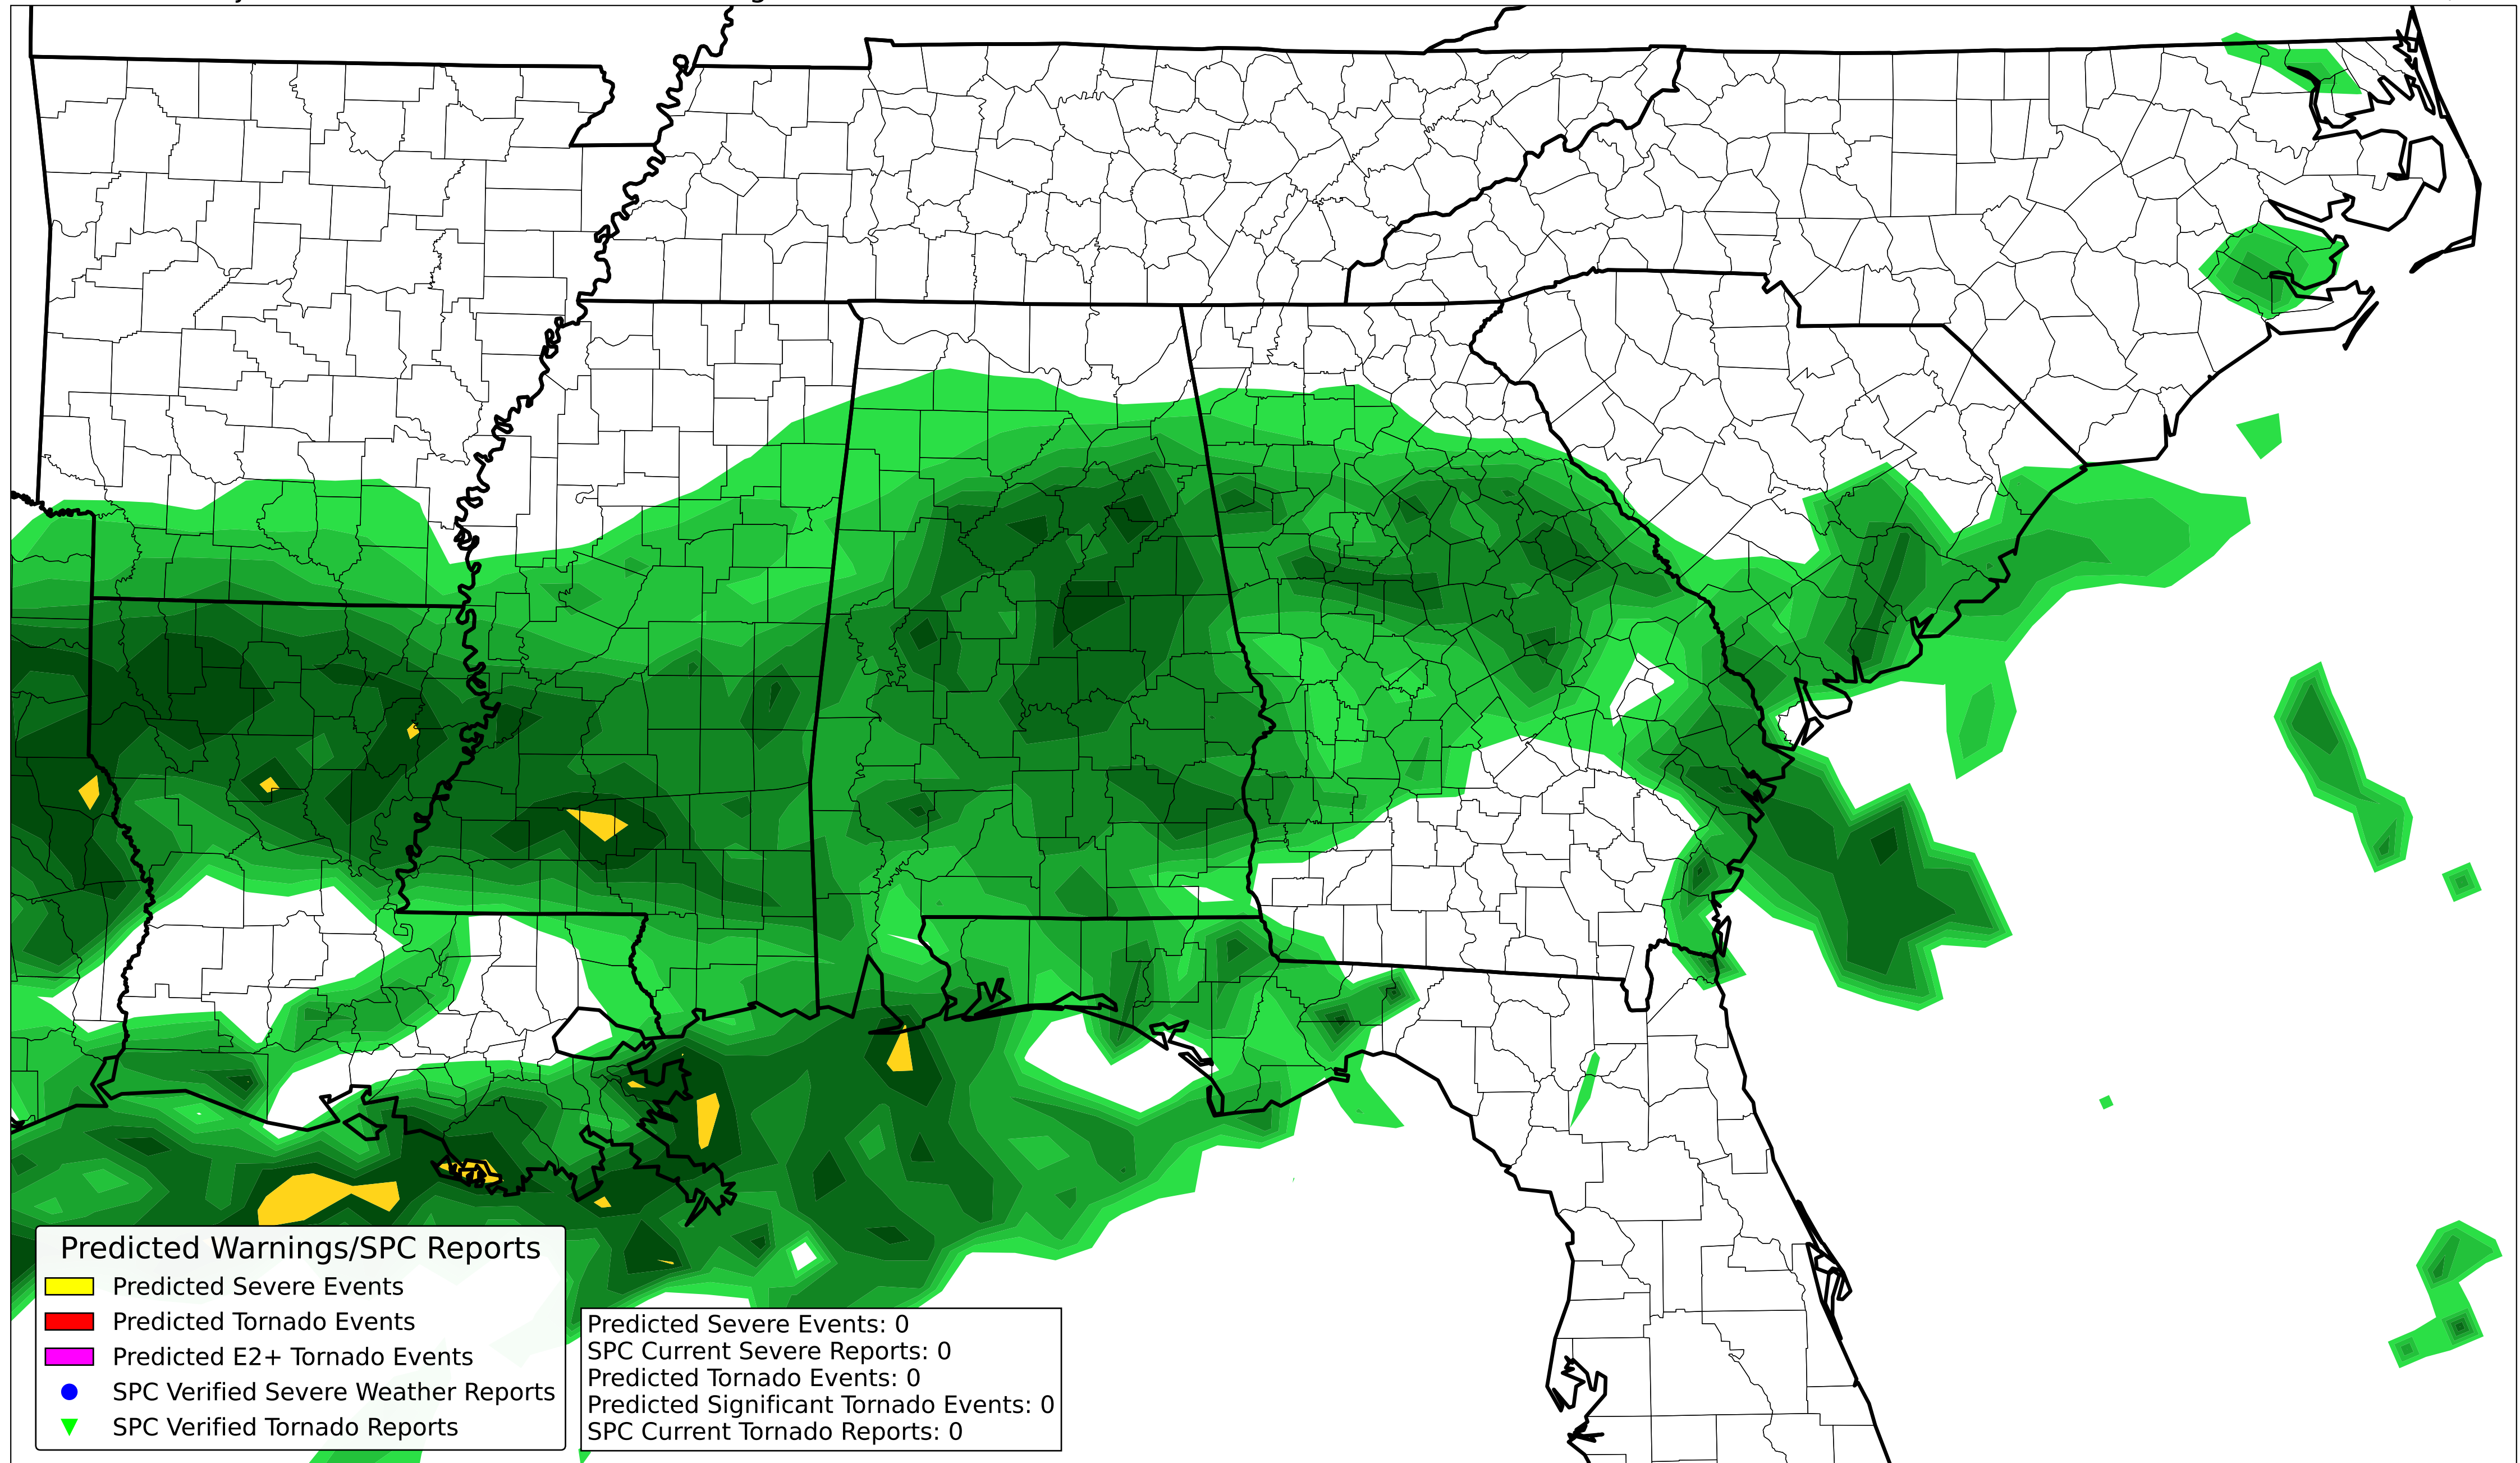 Predicted Warnings/SPC Reports
Predicted Severe Events
Predicted Tornado Events
Predicted E2+ Tornado Events
SPC Verified Severe Weather Reports
SPC Verified Tornado Reports
Predicted Severe Events: 0
SPC Current Severe Reports: 0
Predicted Tornado Events: 0
Predicted Significant Tornado Events: 0
SPC Current Tornado Reports: 0